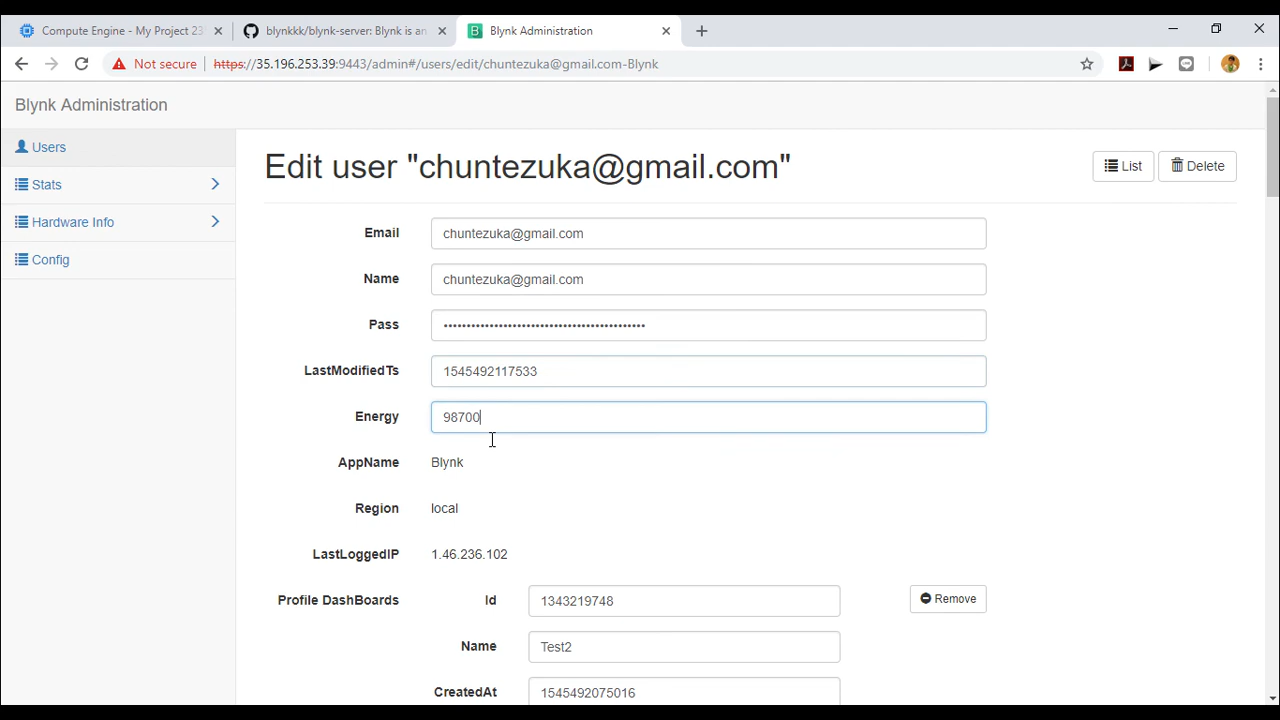 Compute Engine - My Project 23
blynkkk/blynk-server: Blynk is an
Blynk Administration
Not secure
https://35.196.253.39:9443/admin#/users/edit/chuntezuka@gmail.com-Blynk
Blynk Administration
Users
Stats
Hardware Info
Config
Edit user "chuntezuka@gmail.com"
List
Delete
Email
chuntezuka@gmail.com
Name
chuntezuka@gmail.com
Pass
••••••••••••••••••••••••••••••••••••••••••••
LastModifiedTs
1545492117533
Energy
98700
AppName
Blynk
Region
local
LastLoggedIP
1.46.236.102
Profile DashBoards
Id
1343219748
Remove
Name
Test2
CreatedAt
1545492075016